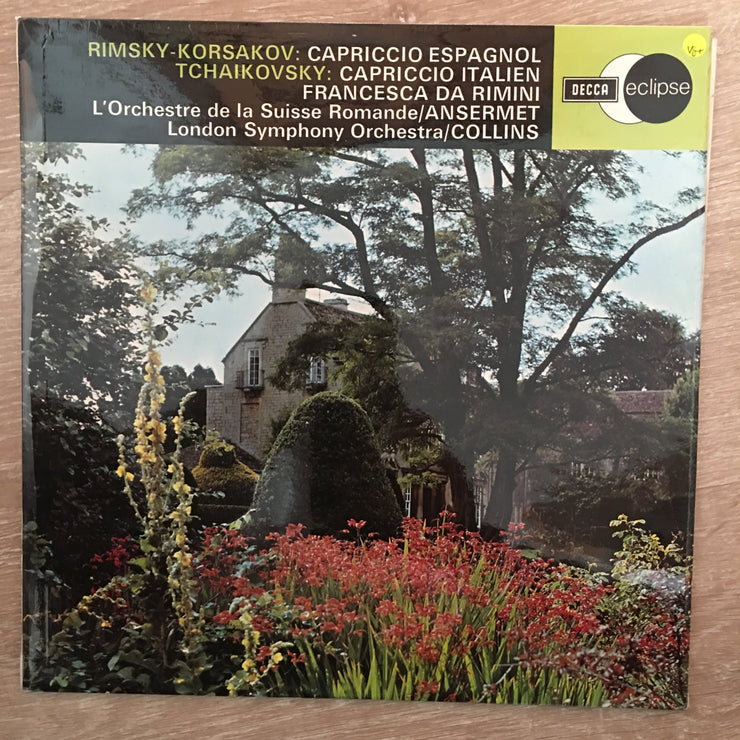 RIMSKY-KORSAKOV: CAPRICCIO ESPAGNOL
TCHAIKOVSKY: CAPRICCIO ITALIEN
FRANCESCA DA RIMINI
L'Orchestre de la Suisse Romande/ANSERMET
London Symphony Orchestra/COLLINS
DECCA
eclipse
VG+